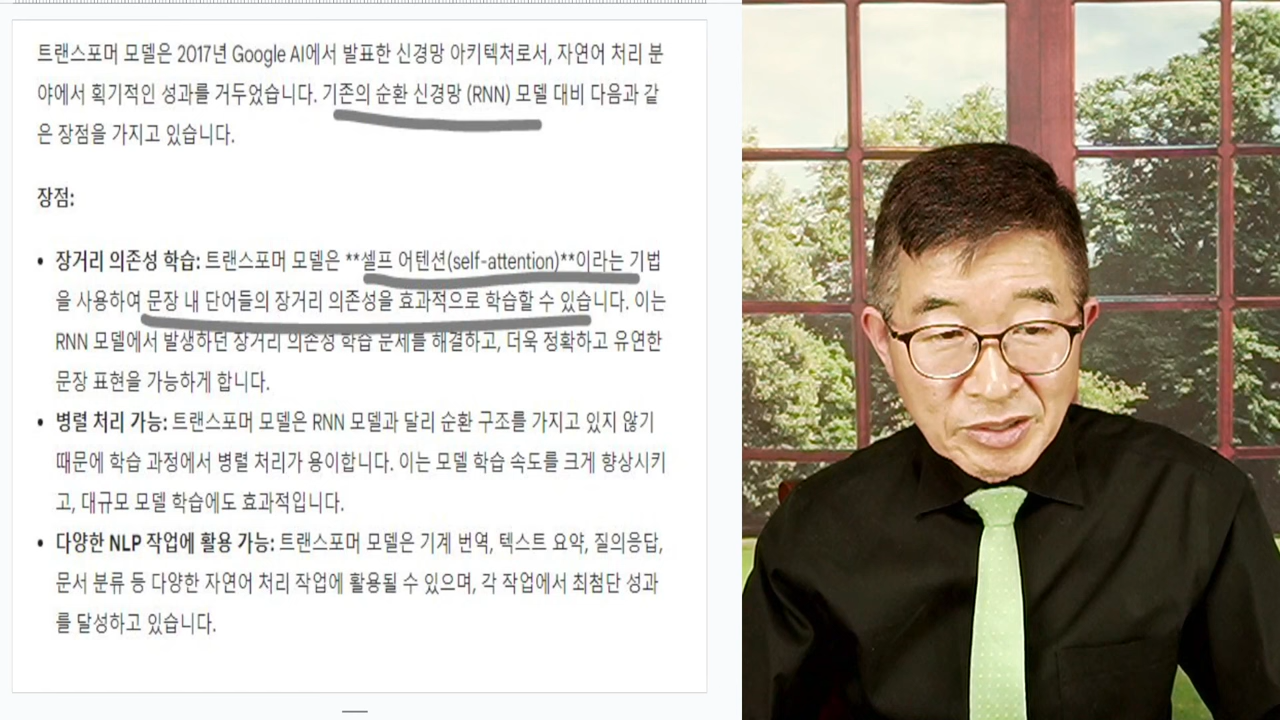 트랜스포머 모델은 2017년 Google AI에서 발표한 신경망 아키텍처로서, 자연어 처리 분
야에서 획기적인 성과를 거두었습니다. 기존의 순환 신경망 (RNN) 모델 대비 다음과 같
은 장점을 가지고 있습니다.
장점:
• 장거리 의존성 학습: 트랜스포머 모델은 **셀프 어텐션(self-attention)**이라는 기법
을 사용하여 문장 내 단어들의 장거리 의존성을 효과적으로 학습할 수 있습니다. 이는
RNN 모델에서 발생하던 장거리 의존성 학습 문제를 해결하고, 더욱 정확하고 유연한
문장 표현을 가능하게 합니다.
• 병렬 처리 가능: 트랜스포머 모델은 RNN 모델과 달리 순환 구조를 가지고 있지 않기
때문에 학습 과정에서 병렬 처리가 용이합니다. 이는 모델 학습 속도를 크게 향상시키
고, 대규모 모델 학습에도 효과적입니다.
• 다양한 NLP 작업에 활용 가능: 트랜스포머 모델은 기계 번역, 텍스트 요약, 질의응답,
문서 분류 등 다양한 자연어 처리 작업에 활용될 수 있으며, 각 작업에서 최첨단 성과
를 달성하고 있습니다.